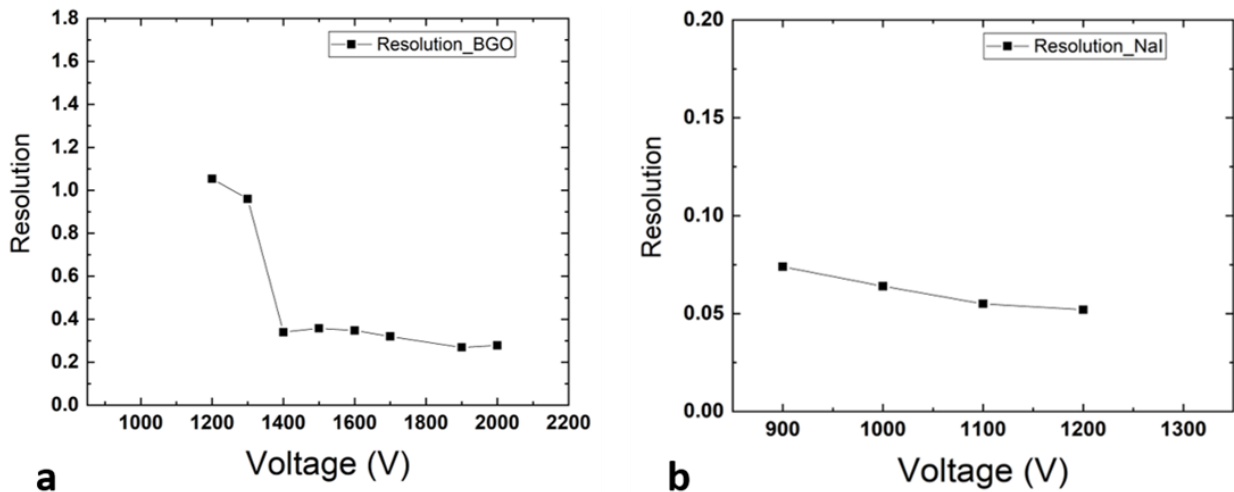 Resolution_BGO
Resolution
1.8
1.6
1.4
1.2
1.0
0.8
0.6
0.4
0.2
0.0
1000 1200 1400 1600 1800 2000 2200
Voltage (V)
a
Resolution_NaI
Resolution
0.20
0.15
0.10
0.05
0.00
900 1000 1100 1200 1300
Voltage (V)
b